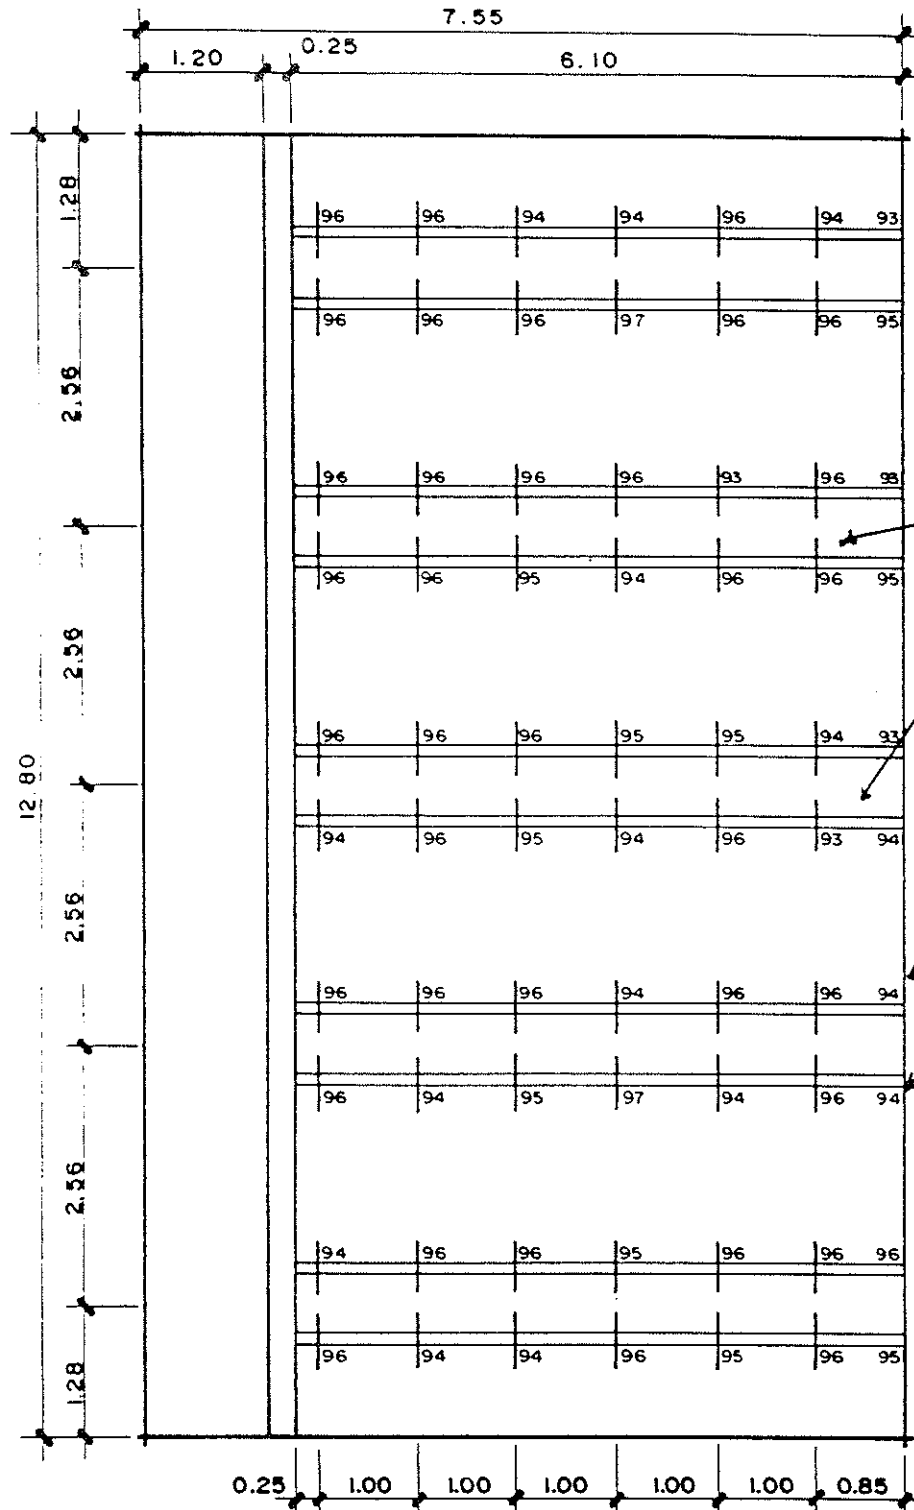 7.55
1.20 0.25 6.10
1.28
96 96 94 94 96 94 93
96 96 96 97 96 96 95
2.56
96 96 96 96 93 96 93
96 96 95 94 96 96 95
2.56
96 96 96 95 95 94 93
12.80
94 96 95 94 96 93 94
2.56
96 96 96 94 96 96 94
96 94 95 97 94 96 94
2.56
94 96 96 95 96 96 96
96 94 94 96 95 96 95
1.28
0.25 1.00 1.00 1.00 1.00 1.00 0.85